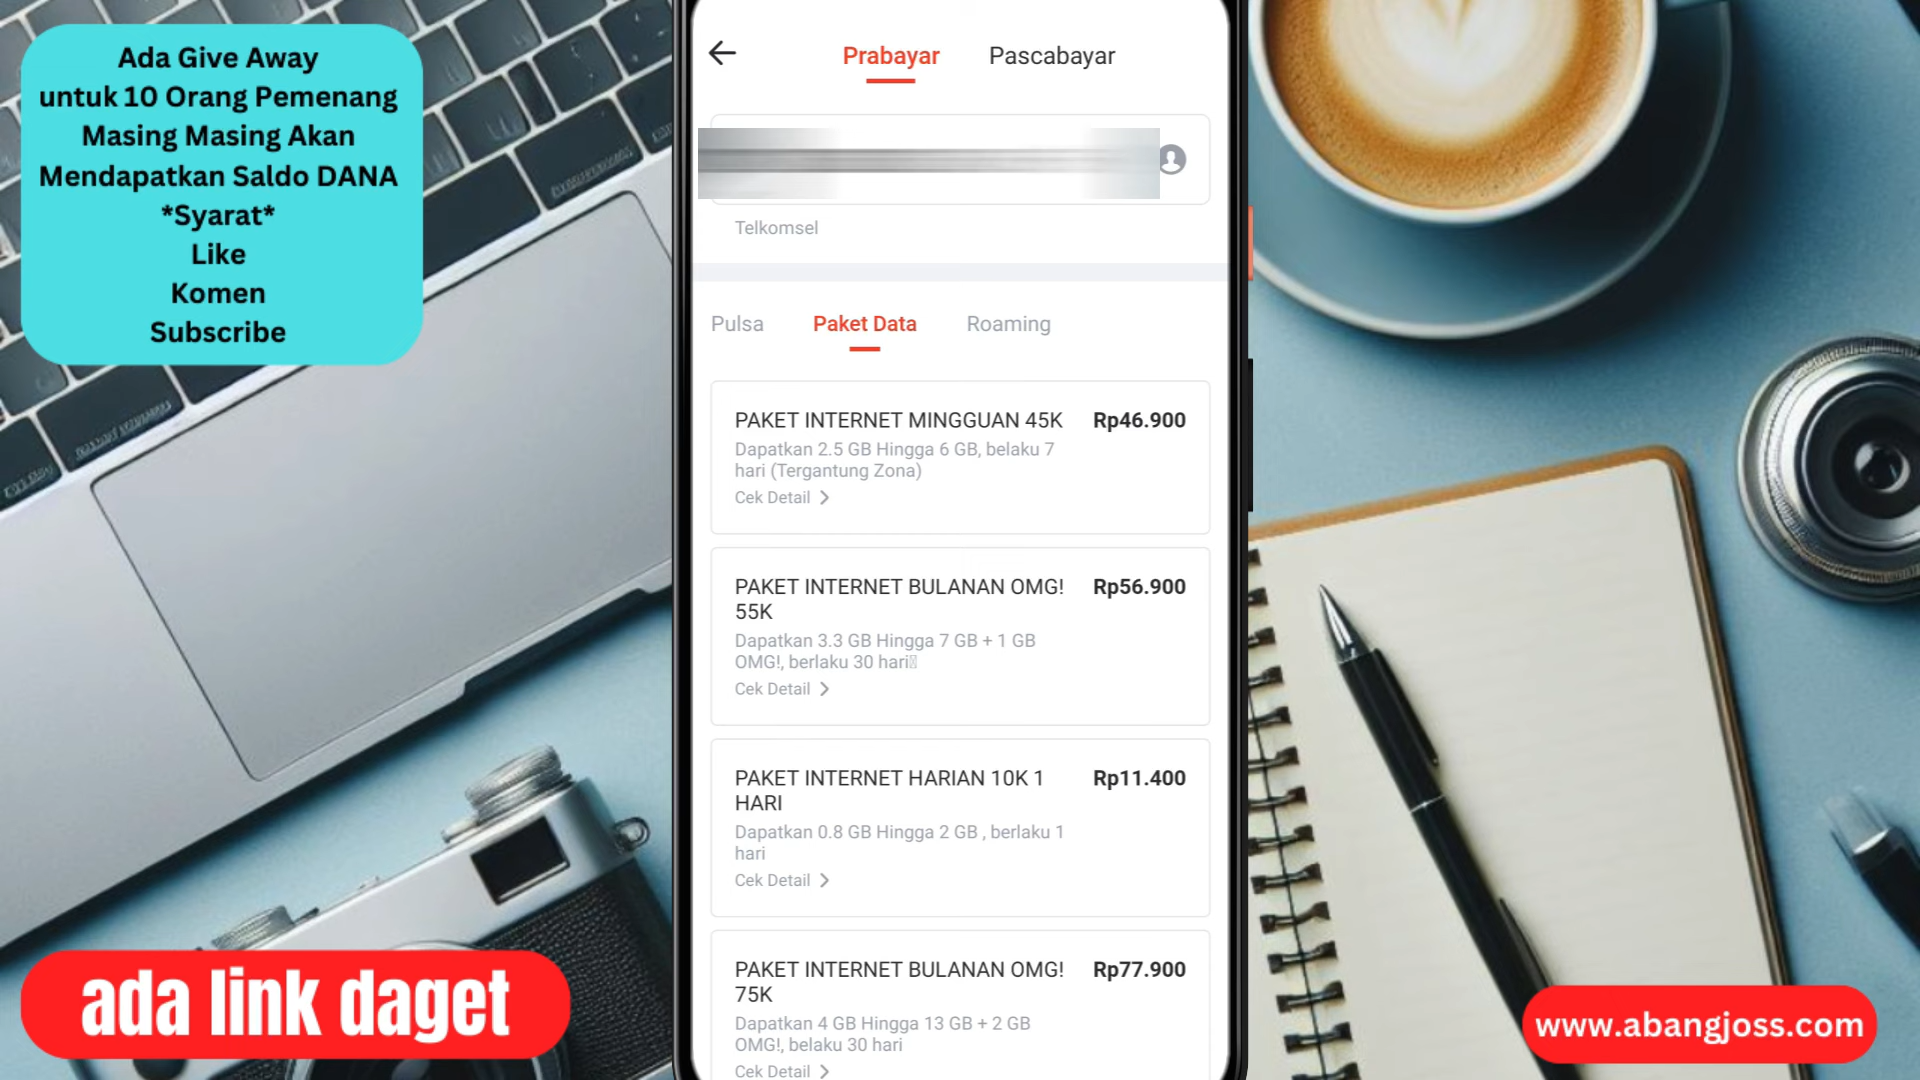 Ada Give Away
untuk 10 Orang Pemenang
Masing Masing Akan
Mendapatkan Saldo DANA
*Syarat*
Like
Komen
Subscribe
Prabayar
Pascabayar
Telkomsel
Pulsa
Paket Data
Roaming
PAKET INTERNET MINGGUAN 45K
Rp46.900
Dapatkan 2.5 GB Hingga 6 GB, belaku 7
hari (Tergantung Zona)
Cek Detail
PAKET INTERNET BULANAN OMG!
55K
Rp56.900
Dapatkan 3.3 GB Hingga 7 GB + 1 GB
OMG!, berlaku 30 hari
Cek Detail
PAKET INTERNET HARIAN 10K 1
HARI
Rp11.400
Dapatkan 0.8 GB Hingga 2 GB , berlaku 1
hari
Cek Detail
PAKET INTERNET BULANAN OMG!
75K
Rp77.900
Dapatkan 4 GB Hingga 13 GB + 2 GB
OMG!, belaku 30 hari
Cek Detail
ada link daget
www.abangjoss.com